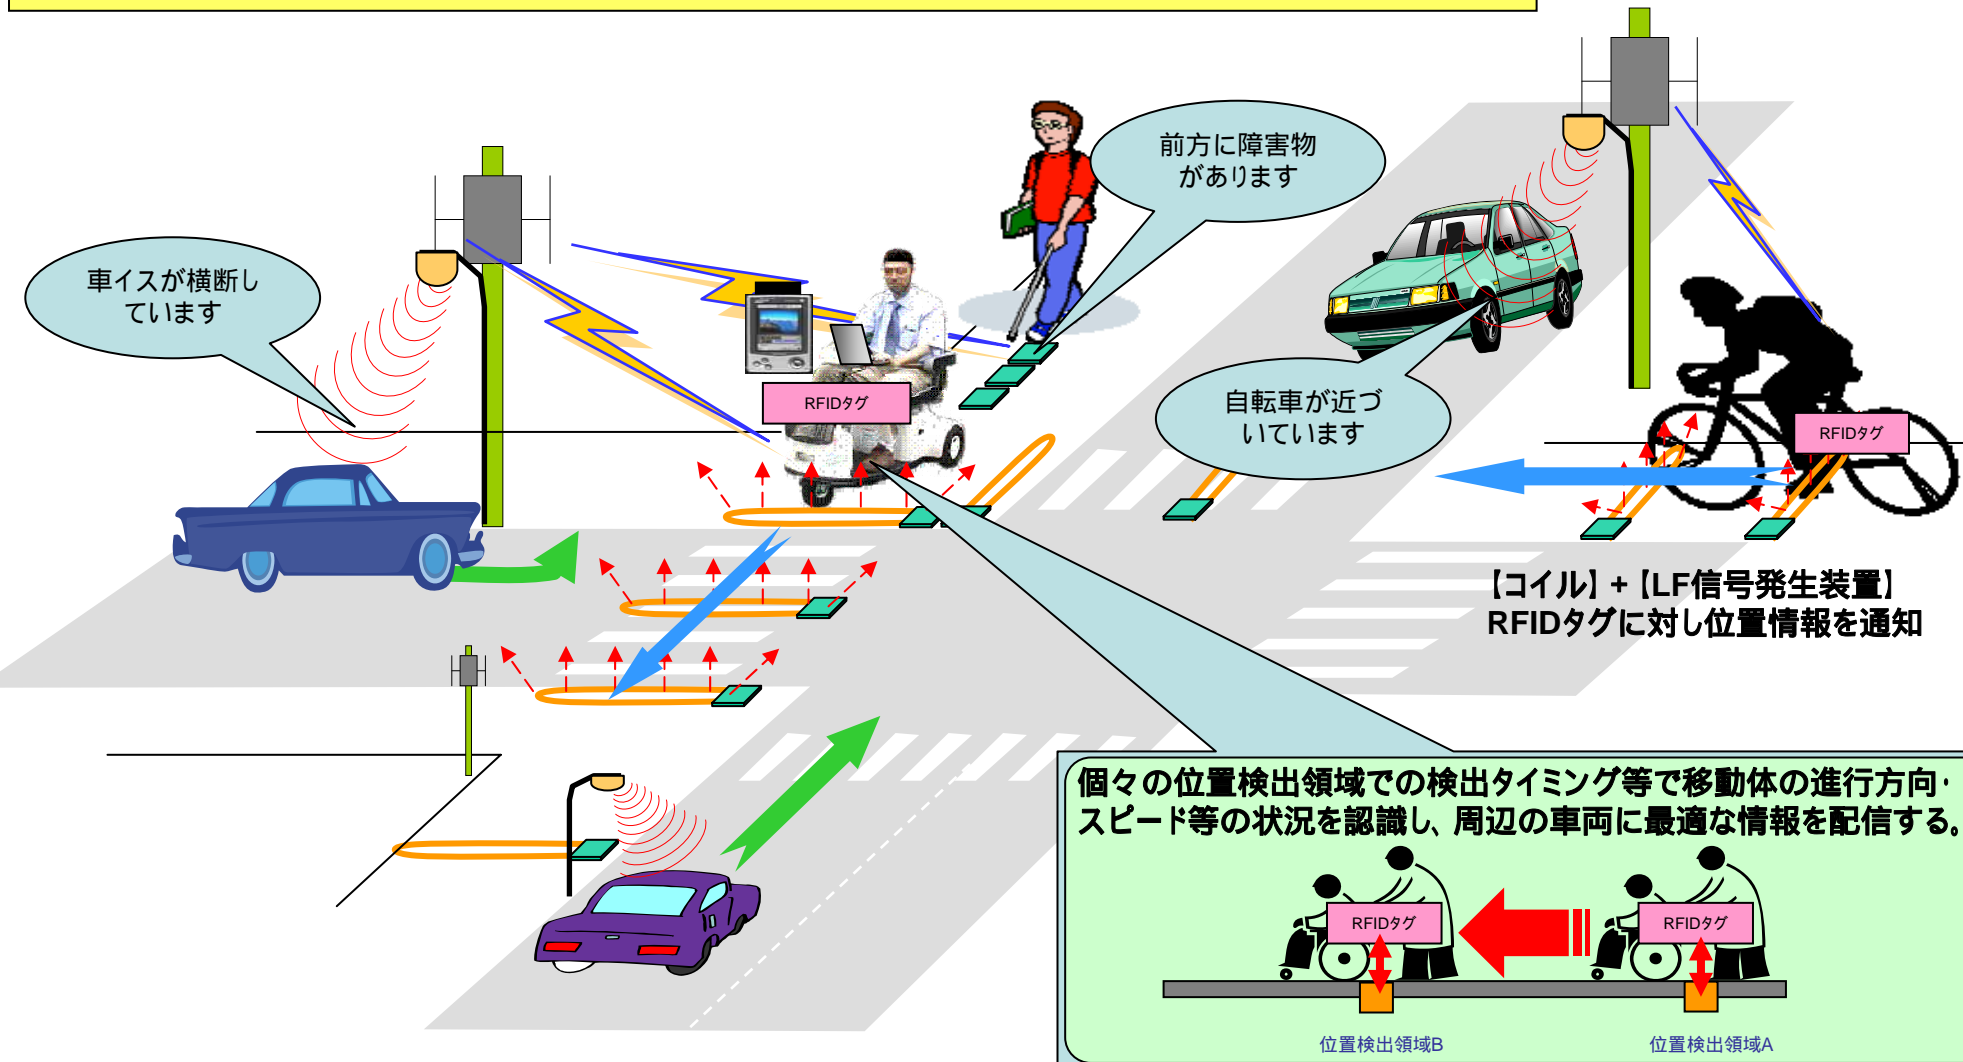 前方に障害物
があります
車イスが横断し
ています
RFIDタグ
自転車が近づ
いています
RFIDタグ
【コイル】+【LF信号発生装置】
RFIDタグに対し位置情報を通知
個々の位置検出領域での検出タイミング等で移動体の進行方向・
スピード等の状況を認識し、周辺の車両に最適な情報を配信する。
RFIDタグ
RFIDタグ
位置検出領域B
位置検出領域A